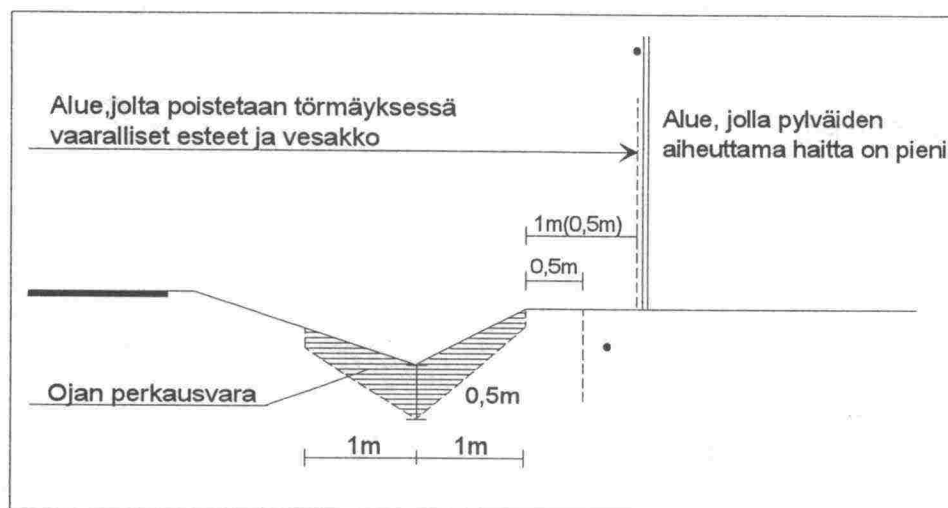 Alue,jolta poistetaan törmäyksessä
vaaralliset esteet ja vesakko
Alue, jolla pylväiden
aiheuttama haitta on pieni
1m(0,5m)
0,5m
Ojan perkausvara
0,5m
1m
1m